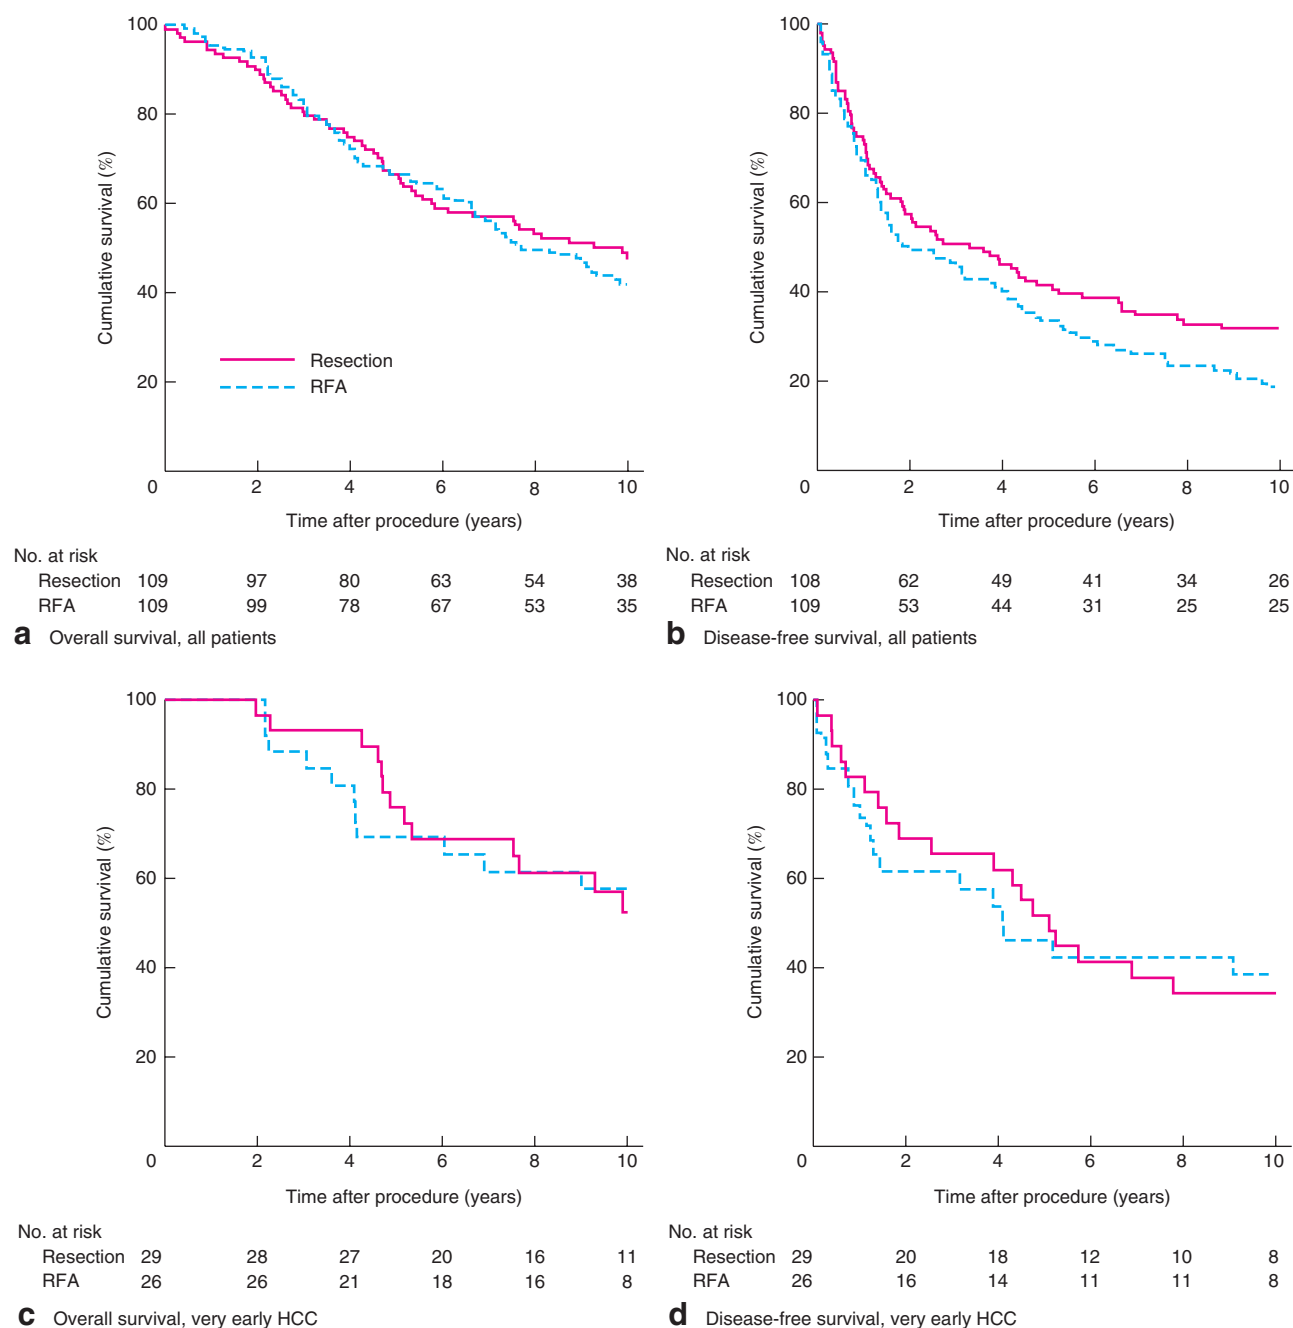 100
80
60
40
20
0
2
4
6
8
10
Cumulative survival (%)
Resection
RFA
Time after procedure (years)
No. at risk
Resection 109 97 80 63 54 38
RFA 109 99 78 67 53 35
a Overall survival, all patients
100
80
60
40
20
0
2
4
6
8
10
Cumulative survival (%)
Time after procedure (years)
No. at risk
Resection 108 62 49 41 34 26
RFA 109 53 44 31 25 25
b Disease-free survival, all patients
100
80
60
40
20
0
2
4
6
8
10
Cumulative survival (%)
Time after procedure (years)
No. at risk
Resection 29 28 27 20 16 11
RFA 26 26 21 18 16 8
c Overall survival, very early HCC
100
80
60
40
20
0
2
4
6
8
10
Cumulative survival (%)
Time after procedure (years)
No. at risk
Resection 29 20 18 12 10 8
RFA 26 16 14 11 11 8
d Disease-free survival, very early HCC